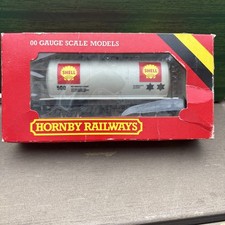 00 GAUGE SCALE MODELS
SHELL
SHELL
HORNBY RAILWAYS